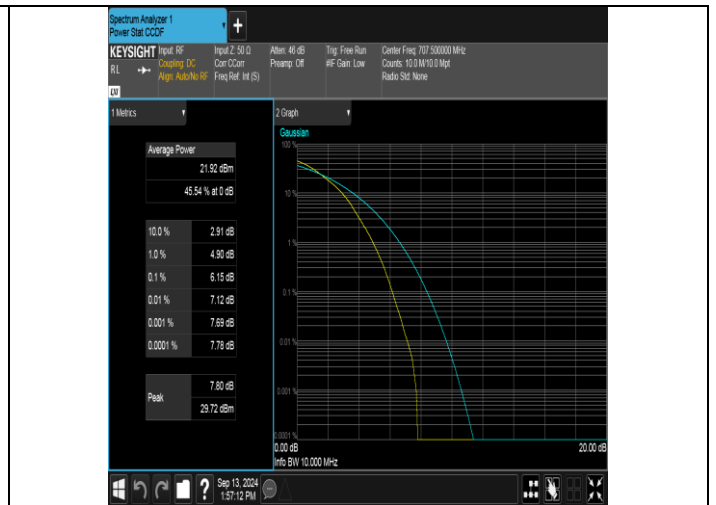 Spectrum Analyzer 1
Power Stat CCDF
+
KEYSIGHT Input: RF Input Z: 50 Ω Atten: 46 dB Trig: Free Run Center Freq: 707.500000 MHz
RL Coupling: DC Corr CCorr Preamp: Off #IF Gain: Low Counts: 10.0 M/10.0 Mpt
Align: Auto/No RF Freq Ref: Int (S) Radio Std: None
LXI
1 Metrics
2 Graph
Average Power
21.92 dBm
45.54 % at 0 dB
10.0 % 2.91 dB
1.0 % 4.90 dB
0.1 % 6.15 dB
0.01 % 7.12 dB
0.001 % 7.69 dB
0.0001 % 7.78 dB
Peak
7.80 dB
29.72 dBm
Gaussian
100 %
10 %
1 %
0.1 %
0.01 %
0.001 %
0.0001 %
0.00 dB 20.00 dB
Info BW 10.000 MHz
?
Sep 13, 2024
1:57:12 PM